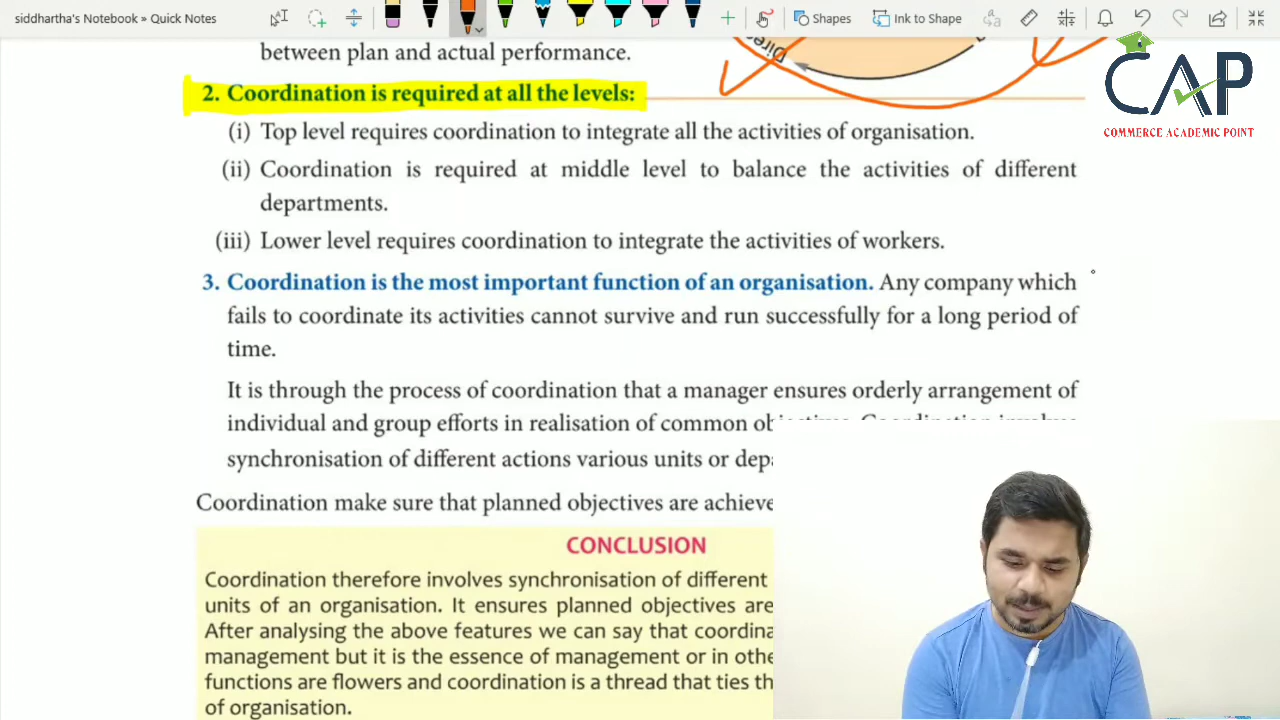 siddhartha's Notebook » Quick Notes
Shapes
Ink to Shape
between plan and actual performance.
CAP
COMMERCE ACADEMIC POINT
2. Coordination is required at all the levels:
(i) Top level requires coordination to integrate all the activities of organisation.
(ii) Coordination is required at middle level to balance the activities of different
departments.
(iii) Lower level requires coordination to integrate the activities of workers.
3. Coordination is the most important function of an organisation. Any company which
fails to coordinate its activities cannot survive and run successfully for a long period of
time.
It is through the process of coordination that a manager ensures orderly arrangement of
individual and group efforts in realisation of common
synchronisation of different actions various units or
Coordination make sure that planned objectives are
CONCLUSION
Coordination therefore involves synchronisation of different
units of an organisation. It ensures planned objectives are
After analysing the above features we can say that
management but it is the essence of management or in
functions are flowers and coordination is a thread that ties
of organisation.